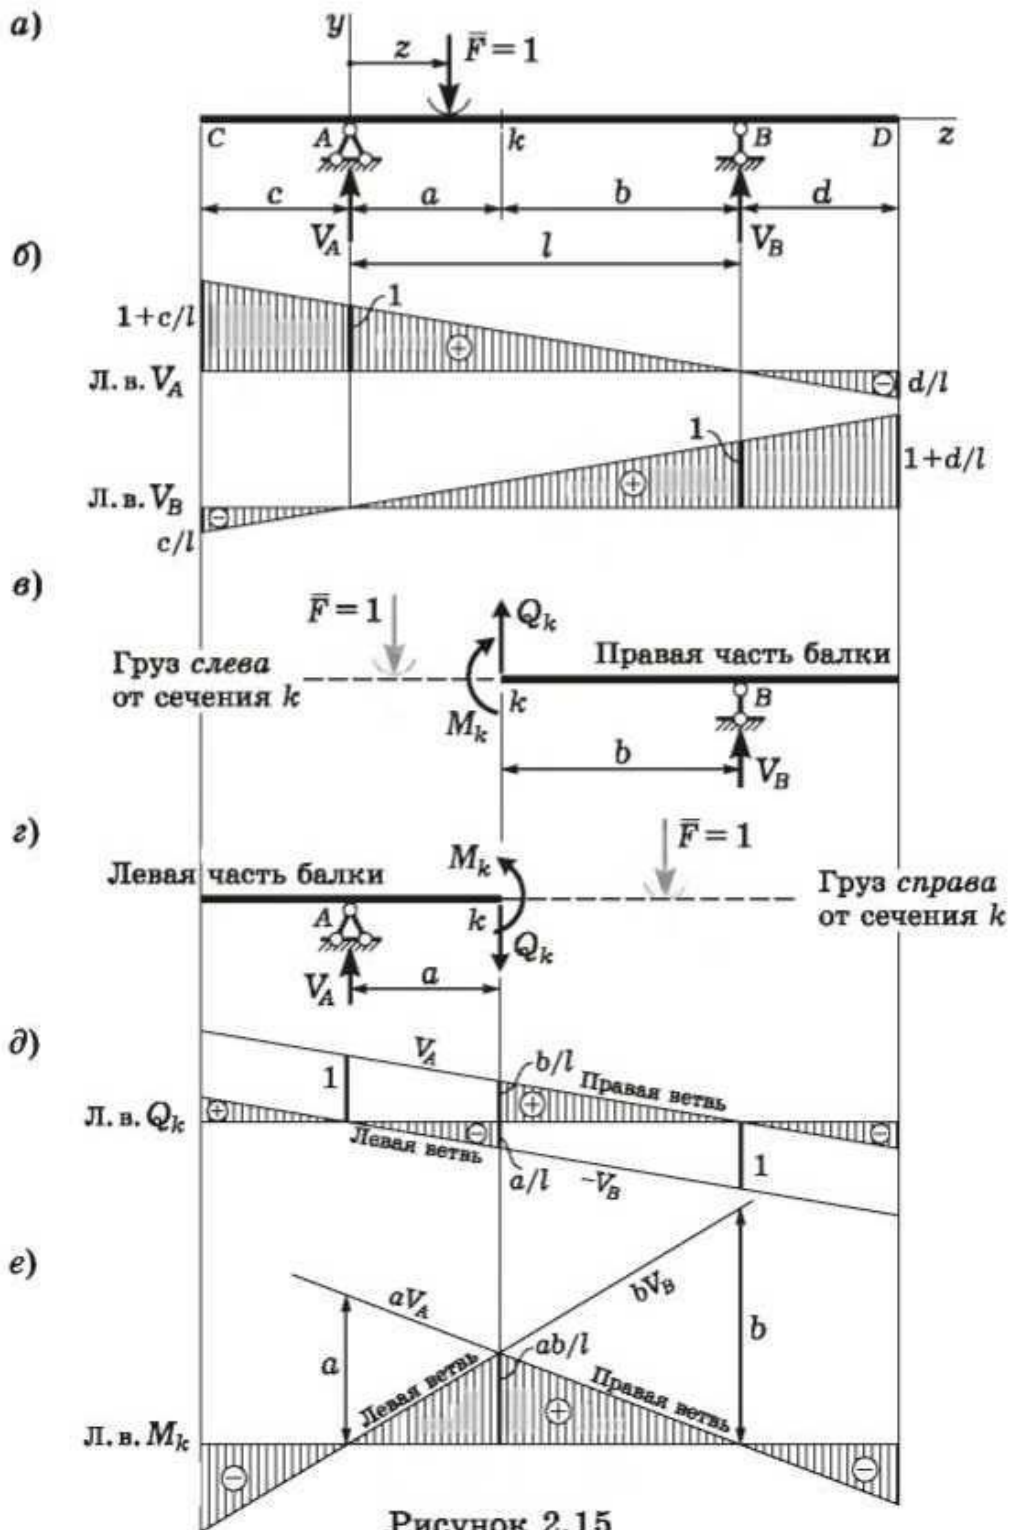 а)
y
z
F̅ = 1
C
A
k
B
D
z
c
a
b
d
V_A
l
V_B
б)
1+c/l
1
+
Л. в. V_A
−
d/l
1
1+d/l
+
Л. в. V_B
−
c/l
в)
F̅ = 1
Q_k
Груз слева
от сечения k
Правая часть балки
k
M_k
B
b
V_B
г)
M_k
F̅ = 1
Левая часть балки
Груз справа
от сечения k
A
k
Q_k
V_A
a
д)
V_A
b/l
Правая ветвь
1
+
+
Л. в. Q_k
−
−
Левая ветвь
a/l
−V_B
1
е)
aV_A
bV_B
a
ab/l
b
Левая ветвь
Правая ветвь
+
Л. в. M_k
−
−
Рисунок 2.15